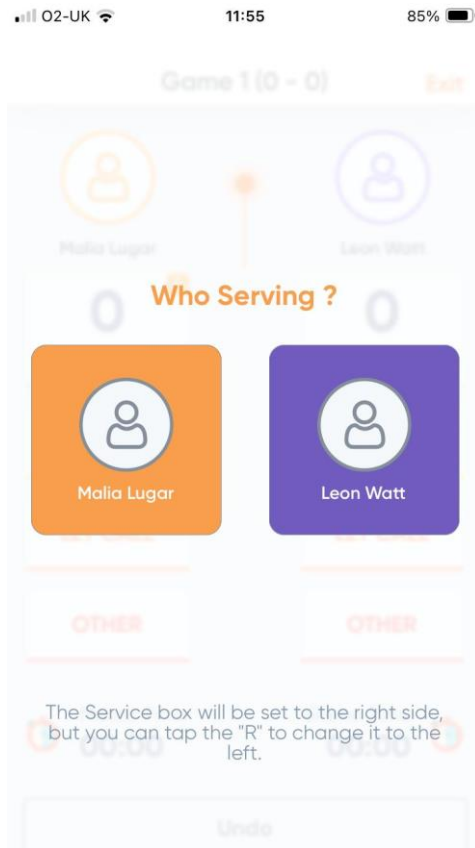 O2-UK 11:55 85%
Game 1 (0 - 0) Exit
Malia Lugar Leon Watt
0 0
Who Serving ?
Malia Lugar Leon Watt
OTHER OTHER
The Service box will be set to the right side,
but you can tap the "R" to change it to the
left.
00:00 00:00
Undo